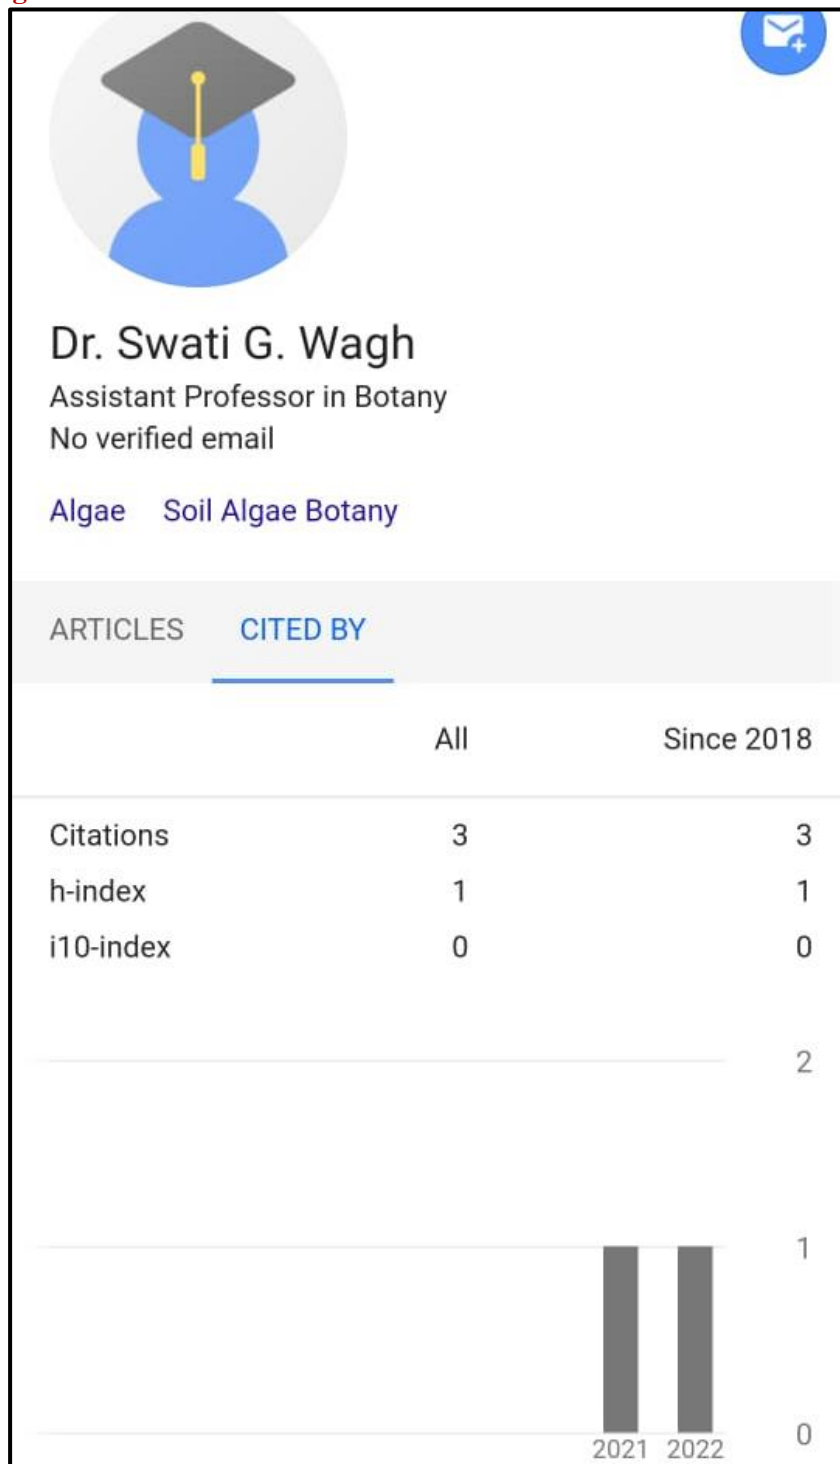 Dr. Swati G. Wagh
Assistant Professor in Botany
No verified email
Algae Soil Algae Botany
ARTICLES CITED BY
All Since 2018
Citations 3 3
h-index 1 1
i10-index 0 0
2
1
0
2021 2022